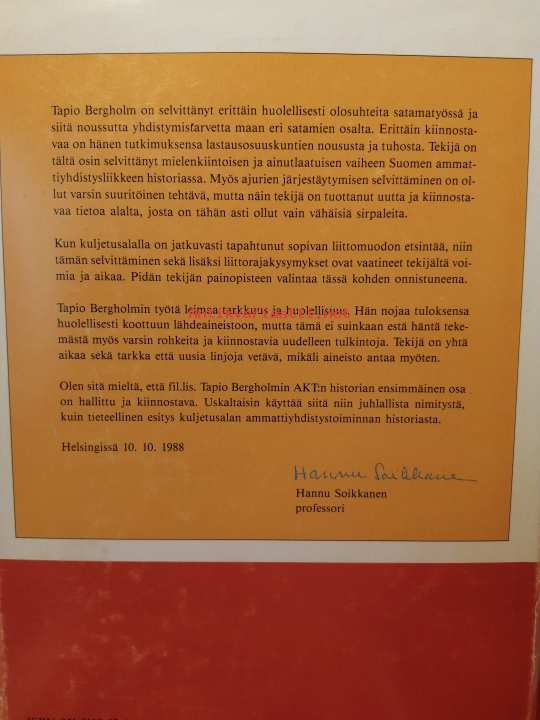 Tapio Bergholm on selvittänyt erittäin huolellisesti olosuhteita satamatyössä ja
siitä noussutta yhdistymistarvetta maan eri satamien osalta. Erittäin kiinnosta-
vaa on hänen tutkimuksensa lastausosuuskuntien noususta ja tuhosta. Tekijä on
tältä osin selvittänyt mielenkiintoisen ja ainutlaatuisen vaiheen Suomen ammat-
tiyhdistysliikkeen historiassa. Myös ajurien järjestäytymisen selvittäminen on ol-
lut varsin suuritöinen tehtävä, mutta näin tekijä on tuottanut uutta ja kiinnosta-
vaa tietoa alalta, josta on tähän asti ollut vain vähäisiä sirpaleita.
Kun kuljetusalalla on jatkuvasti tapahtunut sopivan liittomuodon etsintää, niin
tämän selvittäminen sekä lisäksi liittorajakysymykset ovat vaatineet tekijältä voi-
mia ja aikaa. Pidän tekijän painopisteen valintaa tässä kohden onnistuneena.
Tapio Bergholmin työtä leimaa tarkkuus ja huolellisuus. Hän nojaa tuloksensa
huolellisesti koottuun lähdeaineistoon, mutta tämä ei suinkaan estä häntä teke-
mästä myös varsin rohkeita ja kiinnostavia uudelleen tulkintoja. Tekijä on yhtä
aikaa sekä tarkka että uusia linjoja vetävä, mikäli aineisto antaa myöten.
Olen sitä mieltä, että fil.lis. Tapio Bergholmin AKT:n historian ensimmäinen osa
on hallittu ja kiinnostava. Uskaltaisin käyttää siitä niin juhlallista nimitystä,
kuin tieteellinen esitys kuljetusalan ammattiyhdistystoiminnan historiasta.
Helsingissä 10. 10. 1988
Hannu Soikkanen
Hannu Soikkanen
professori